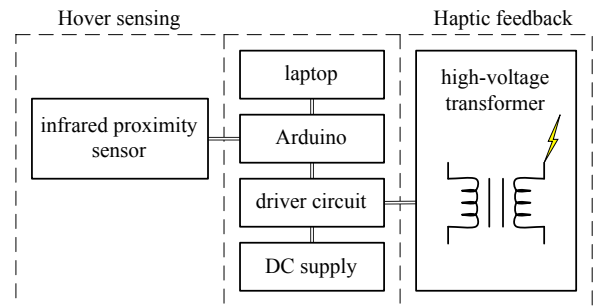 Hover sensing
Haptic feedback
infrared proximity
sensor
laptop
Arduino
driver circuit
DC supply
high-voltage
transformer